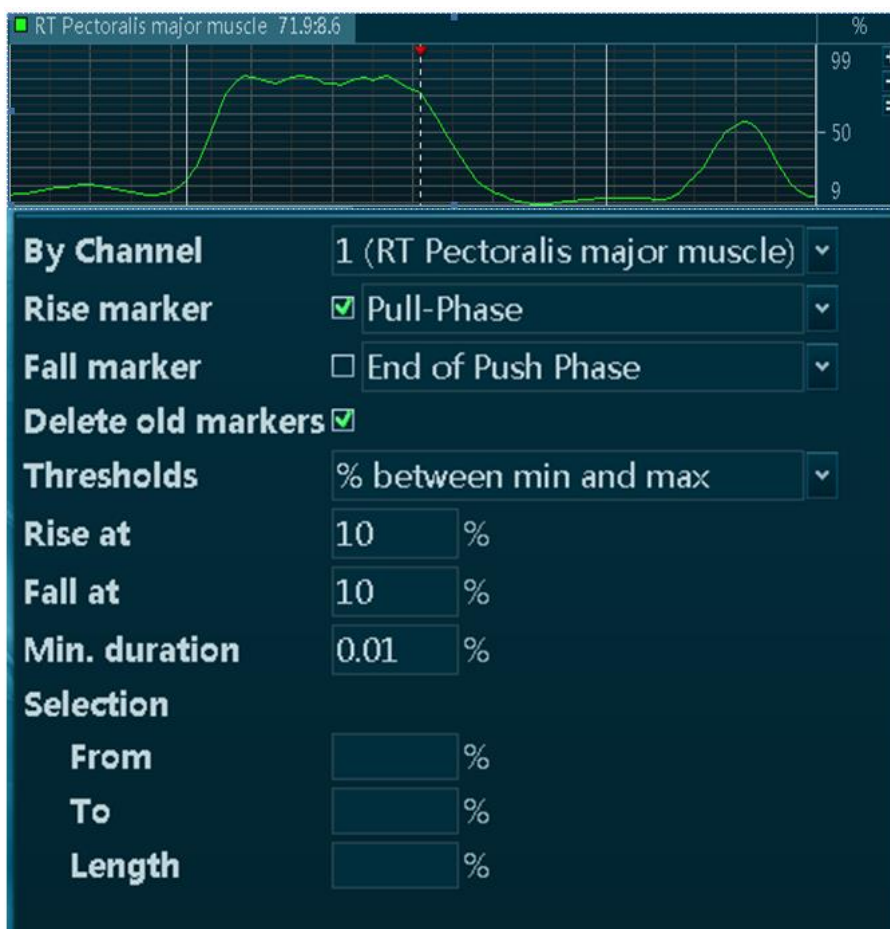 RT Pectoralis major muscle 71.9:8.6 %
99
50
9
By Channel 1 (RT Pectoralis major muscle)
Rise marker Pull-Phase
Fall marker End of Push Phase
Delete old markers
Thresholds % between min and max
Rise at 10 %
Fall at 10 %
Min. duration 0.01 %
Selection
From %
To %
Length %